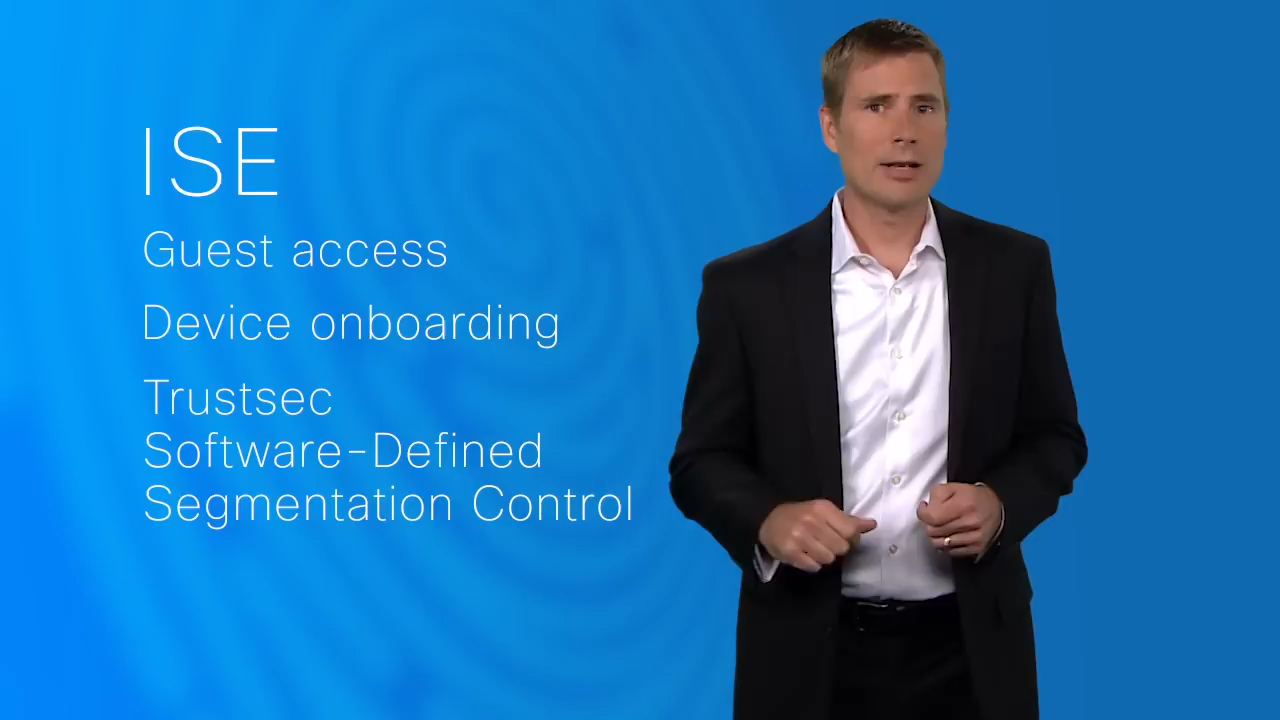 ISE
Guest access
Device onboarding
Trustsec
Software-Defined
Segmentation Control